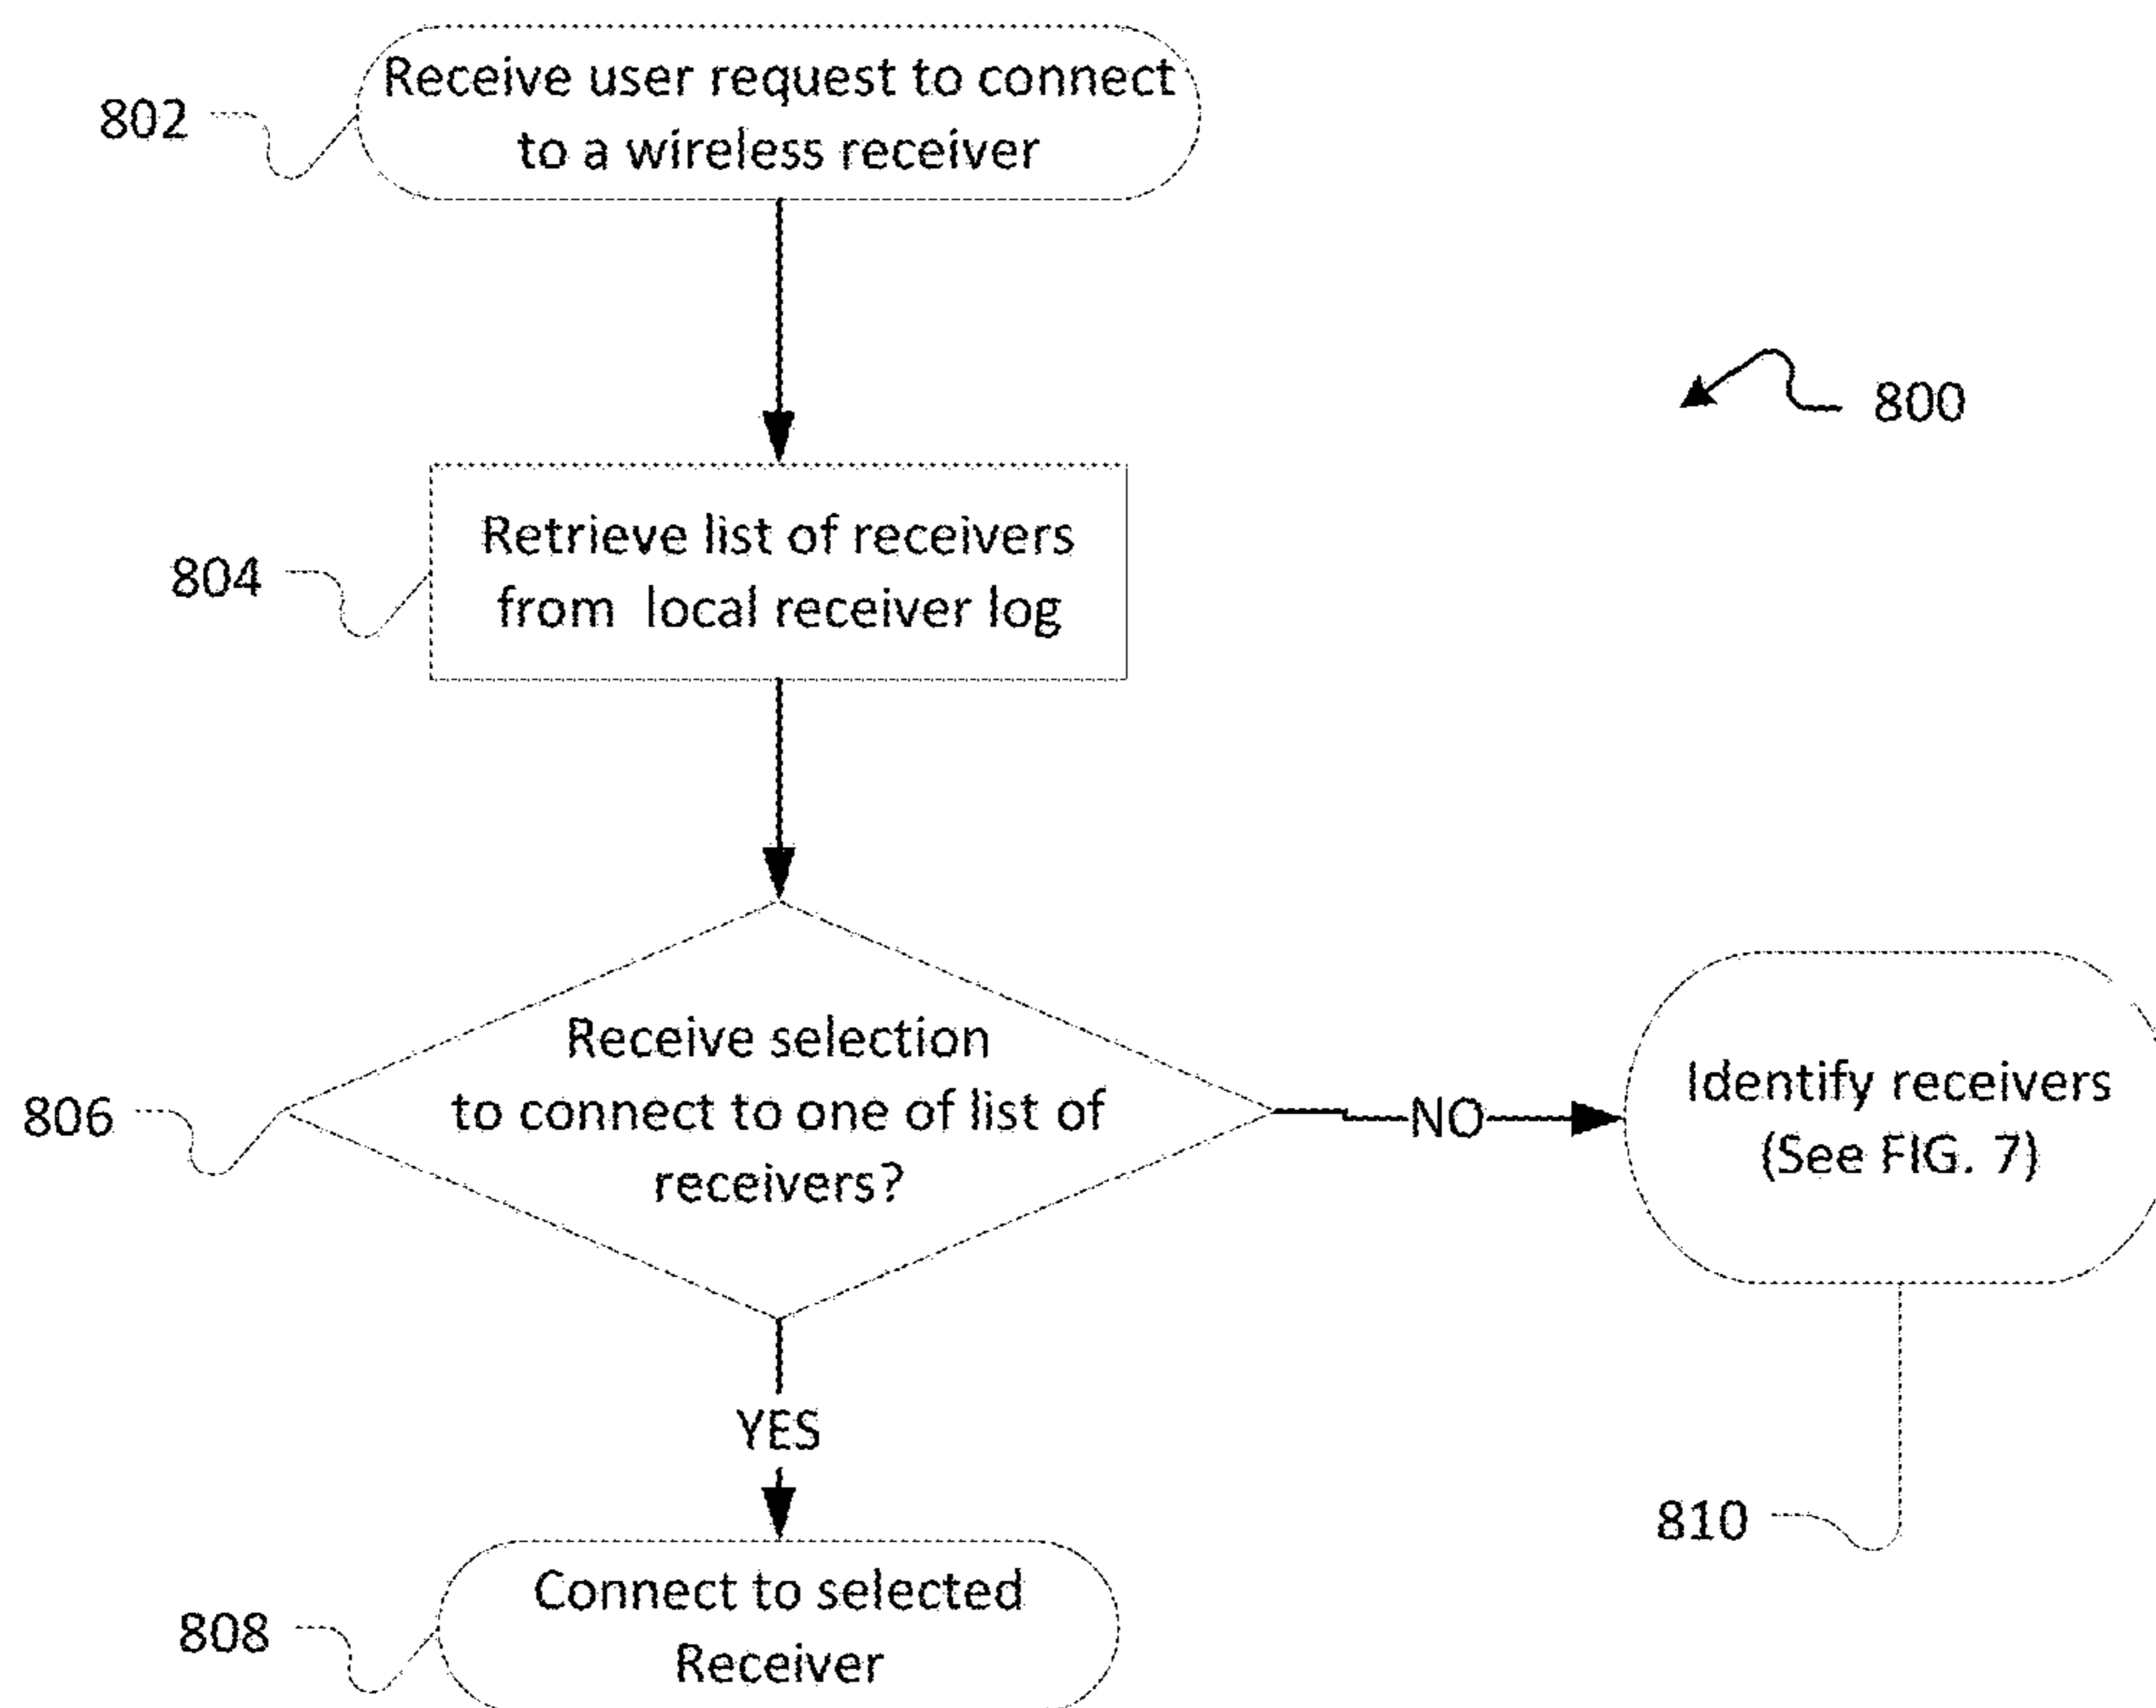 802
Receive user request to connect
to a wireless receiver
800
804
Retrieve list of receivers
from local receiver log
806
Receive selection
to connect to one of list of
receivers?
NO
Identify receivers
(See FIG. 7)
YES
810
808
Connect to selected
Receiver